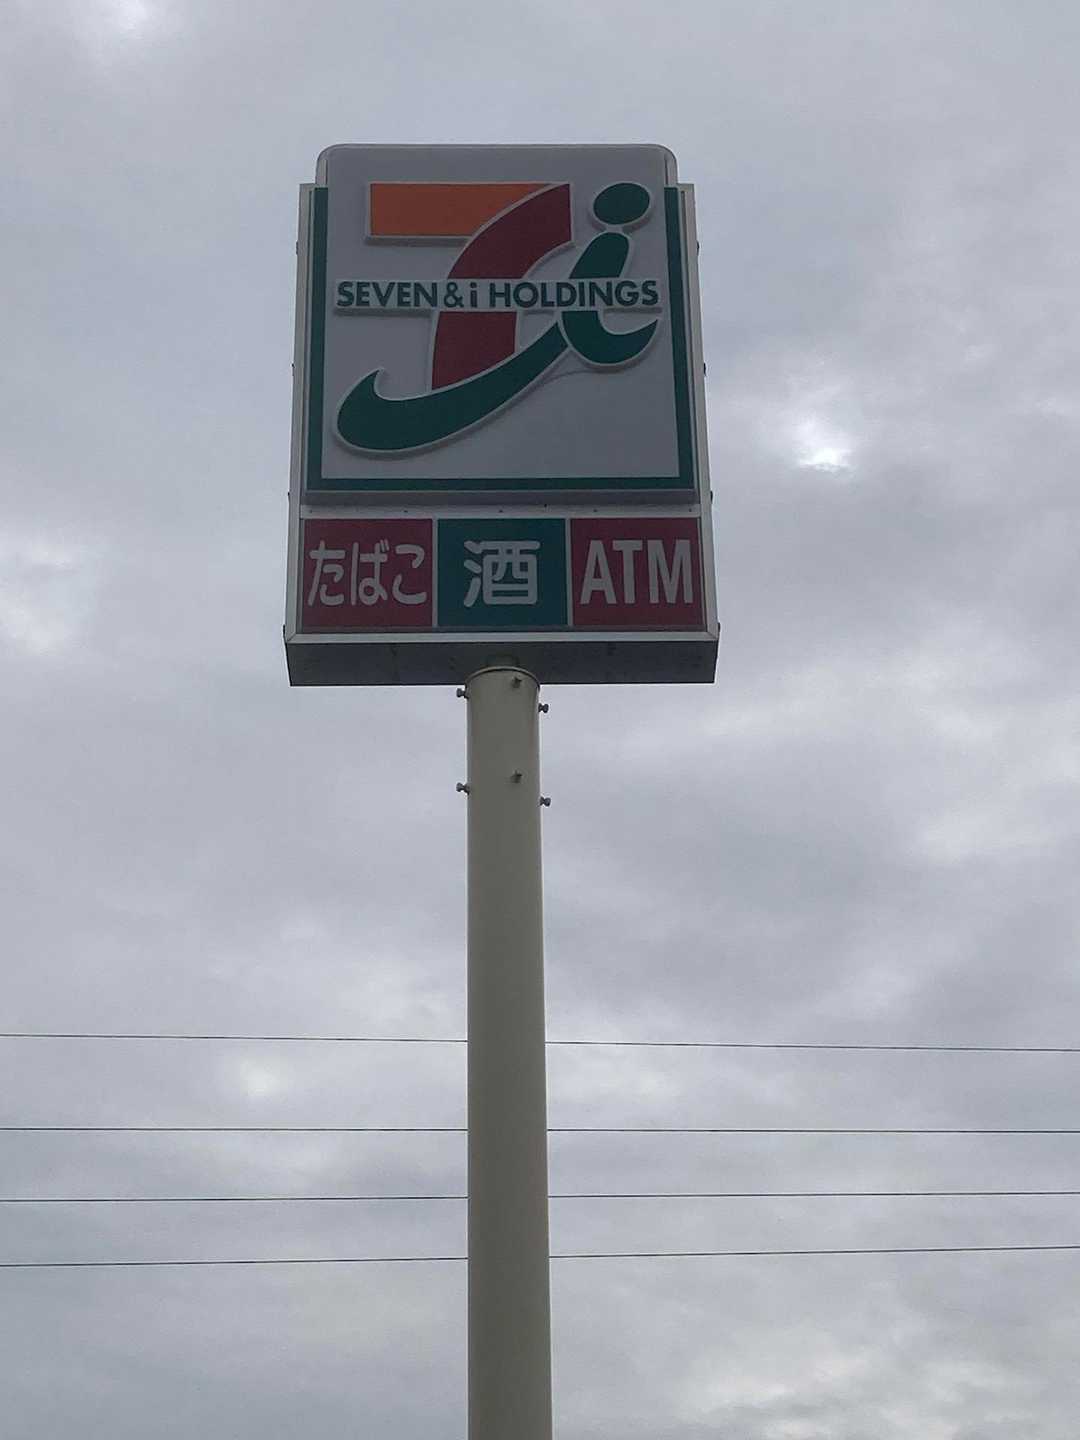 SEVEN&i HOLDINGS
たばこ 酒 ATM